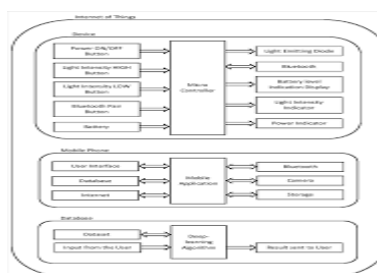 Internet of Things
Device
Power ON/OFF
Button
Light Intensity HIGH
Button
Light Intensity LOW
Button
Bluetooth Pair
Button
Battery
Micro
Controller
Light Emitting Diode
Bluetooth
Battery level
Indication Display
Light Intensity
Indicator
Power Indicator
Mobile Phone
User Interface
Database
Internet
Mobile
Application
Bluetooth
Camera
Storage
Database
Dataset
Input from the User
Deep-
learning
Algorithm
Result sent to User